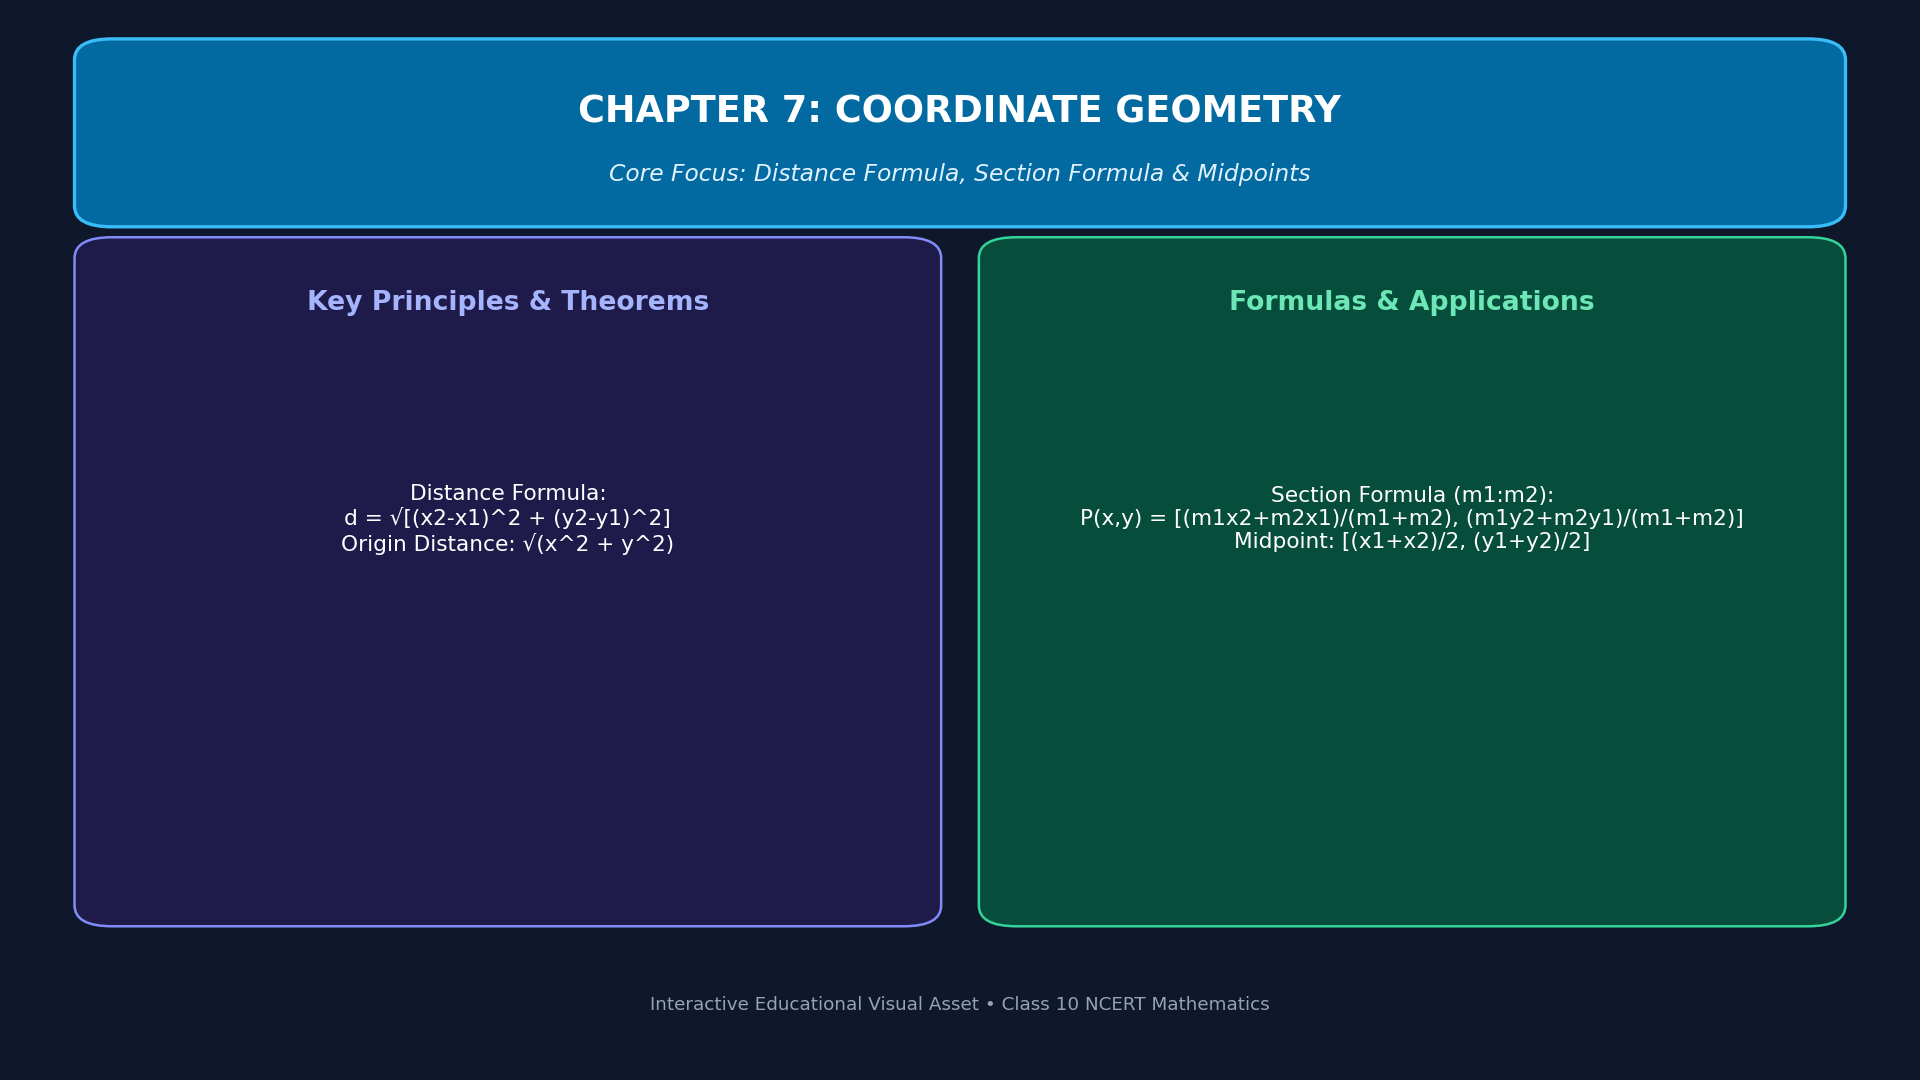 CHAPTER 7: COORDINATE GEOMETRY
Core Focus: Distance Formula, Section Formula & Midpoints
Key Principles & Theorems
Distance Formula:
d = √[(x2-x1)^2 + (y2-y1)^2]
Origin Distance: √(x^2 + y^2)
Formulas & Applications
Section Formula (m1:m2):
P(x,y) = [(m1x2+m2x1)/(m1+m2), (m1y2+m2y1)/(m1+m2)]
Midpoint: [(x1+x2)/2, (y1+y2)/2]
Interactive Educational Visual Asset • Class 10 NCERT Mathematics